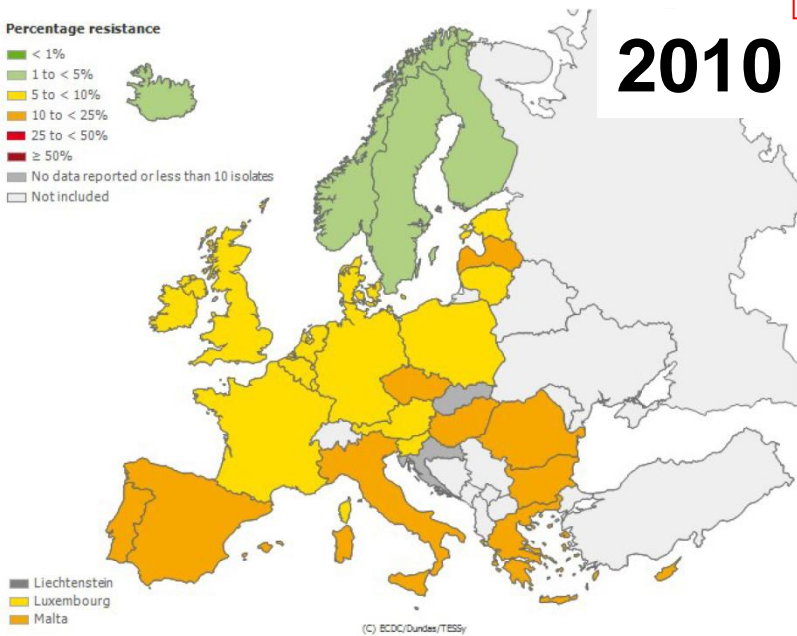 Percentage resistance
< 1%
1 to < 5%
5 to < 10%
10 to < 25%
25 to < 50%
≥ 50%
No data reported or less than 10 isolates
Not included
2010
Liechtenstein
Luxembourg
Malta
(C) ECDC/Dundas/TESSy